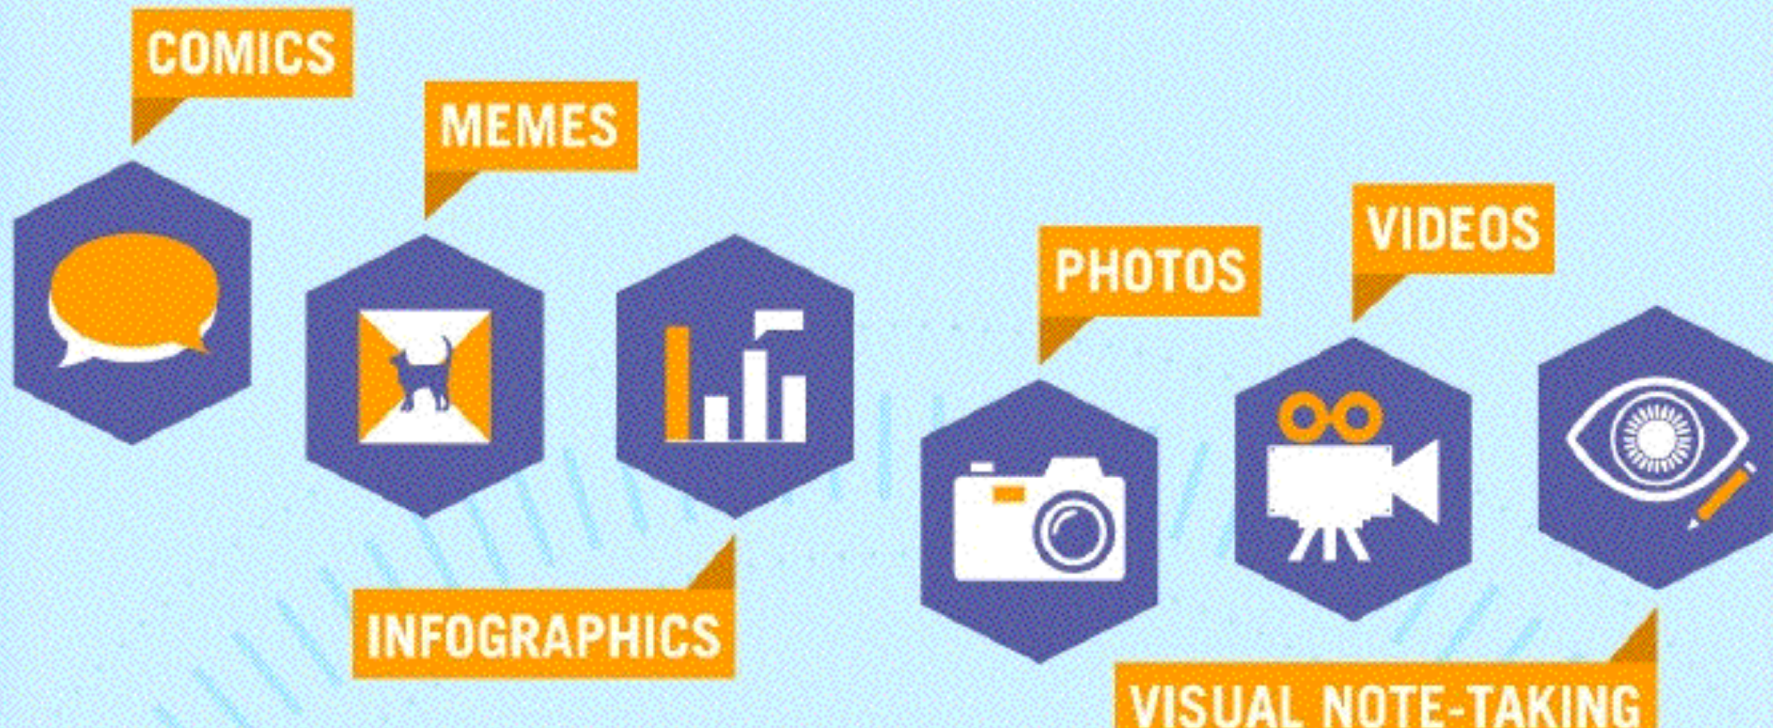 COMICS
MEMES
INFOGRAPHICS
PHOTOS
VIDEOS
VISUAL NOTE-TAKING